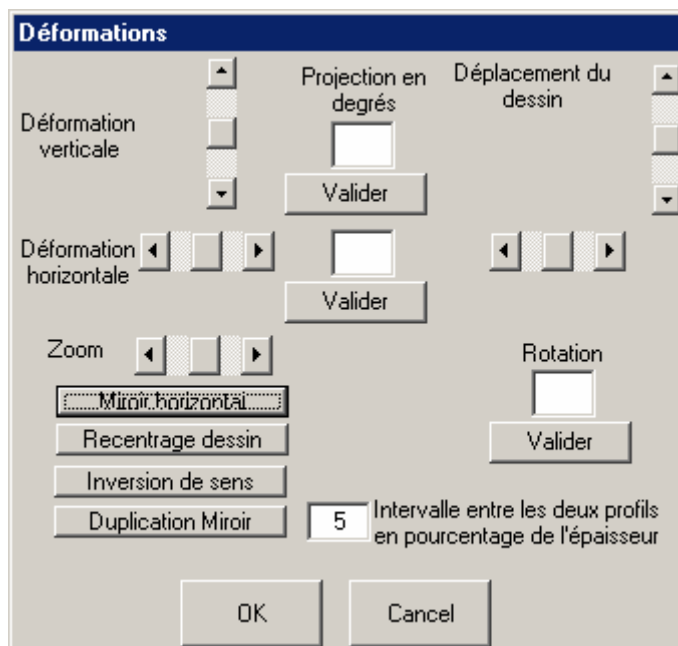 Déformations
Projection en
degrés
Déplacement du
dessin
Déformation
verticale
Valider
Déformation
horizontale
Valider
Zoom
Rotation
Miroir horizontal
Recentrage dessin
Valider
Inversion de sens
Duplication Miroir
5
Intervalle entre les deux profils
en pourcentage de l'épaisseur
OK
Cancel